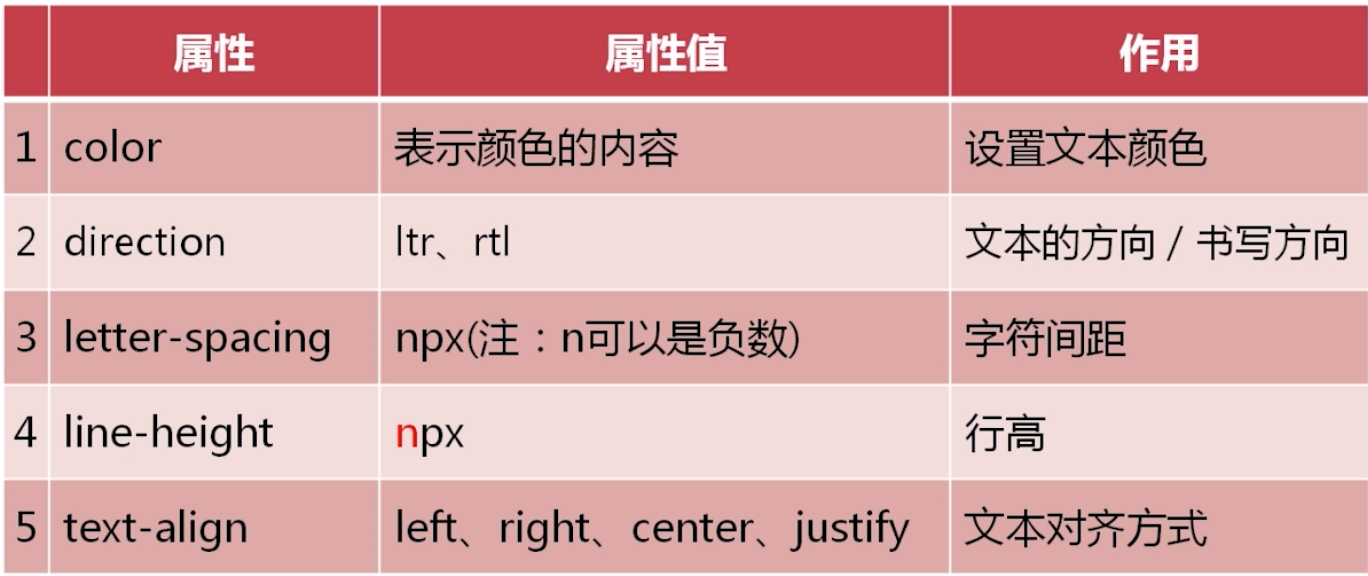 属性 属性值 作用
1 color 表示颜色的内容 设置文本颜色
2 direction ltr、rtl 文本的方向 / 书写方向
3 letter-spacing npx(注：n可以是负数) 字符间距
4 line-height npx 行高
5 text-align left、right、center、justify 文本对齐方式